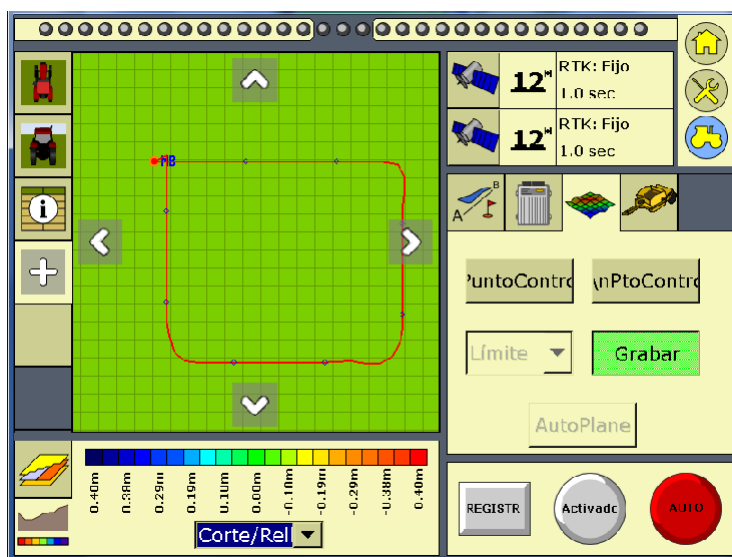 12
RTK: Fijo
1.0 sec
12
RTK: Fijo
1.0 sec
MB
A B
PuntoContro
AnPtoContro
Límite
Grabar
AutoPlane
0.40m
0.38m
0.29m
0.19m
0.10m
0.00m
-0.10m
-0.19m
-0.29m
-0.38m
0.40m
Corte/Rell
REGISTR
Activado
AUTO